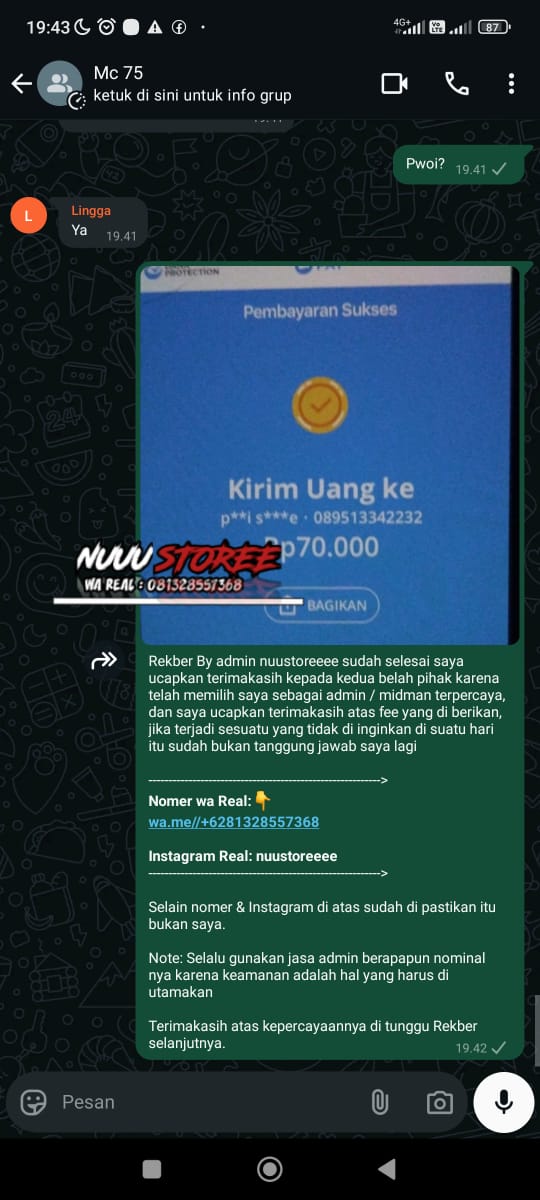 19:43
4G+
Vo
LTE
87
Mc 75
ketuk di sini untuk info grup
Pwoi?
19.41
L
Lingga
Ya
19.41
PROTECTION
Pembayaran Sukses
Kirim Uang ke
p**i s***e · 089513342232
p70.000
NUUU STOREE
WA REAL : 081328557368
BAGIKAN
Rekber By admin nuustoreeee sudah selesai saya
ucapkan terimakasih kepada kedua belah pihak karena
telah memilih saya sebagai admin / midman terpercaya,
dan saya ucapkan terimakasih atas fee yang di berikan,
jika terjadi sesuatu yang tidak di inginkan di suatu hari
itu sudah bukan tanggung jawab saya lagi
---------------------------------------------------------->
Nomer wa Real:👇
wa.me//+6281328557368
Instagram Real: nuustoreeee
---------------------------------------------------------->
Selain nomer & Instagram di atas sudah di pastikan itu
bukan saya.
Note: Selalu gunakan jasa admin berapapun nominal
nya karena keamanan adalah hal yang harus di
utamakan
Terimakasih atas kepercayaannya di tunggu Rekber
selanjutnya.
19.42
Pesan